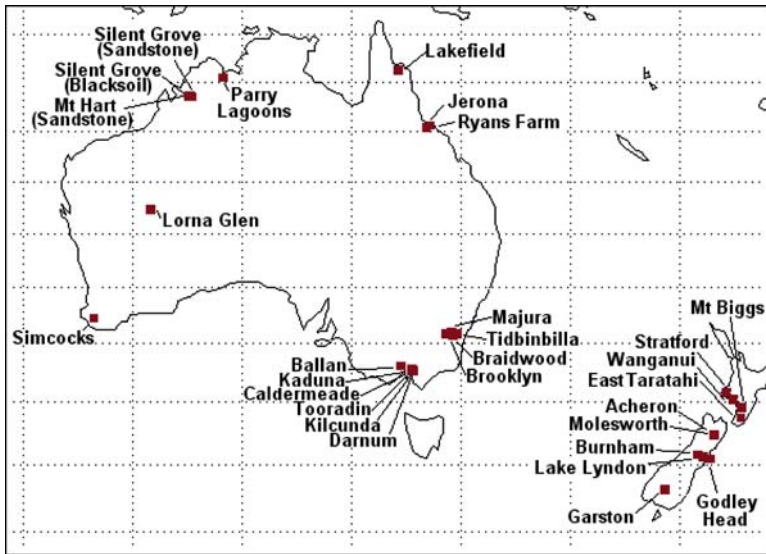 Silent Grove
(Sandstone)
Silent Grove
(Blacksoil)
Mt Hart
(Sandstone)
Parry
Lagoons
Lakefield
Jerona
Ryans Farm
Lorna Glen
Simcocks
Majura
Tidbinbilla
Braidwood
Brooklyn
Ballan
Kaduna
Caldermeade
Tooradin
Kilcunda
Darnum
Mt Biggs
Stratford
Wanganui
East Taratahi
Acheron
Molesworth
Burnham
Lake Lyndon
Garston
Godley
Head